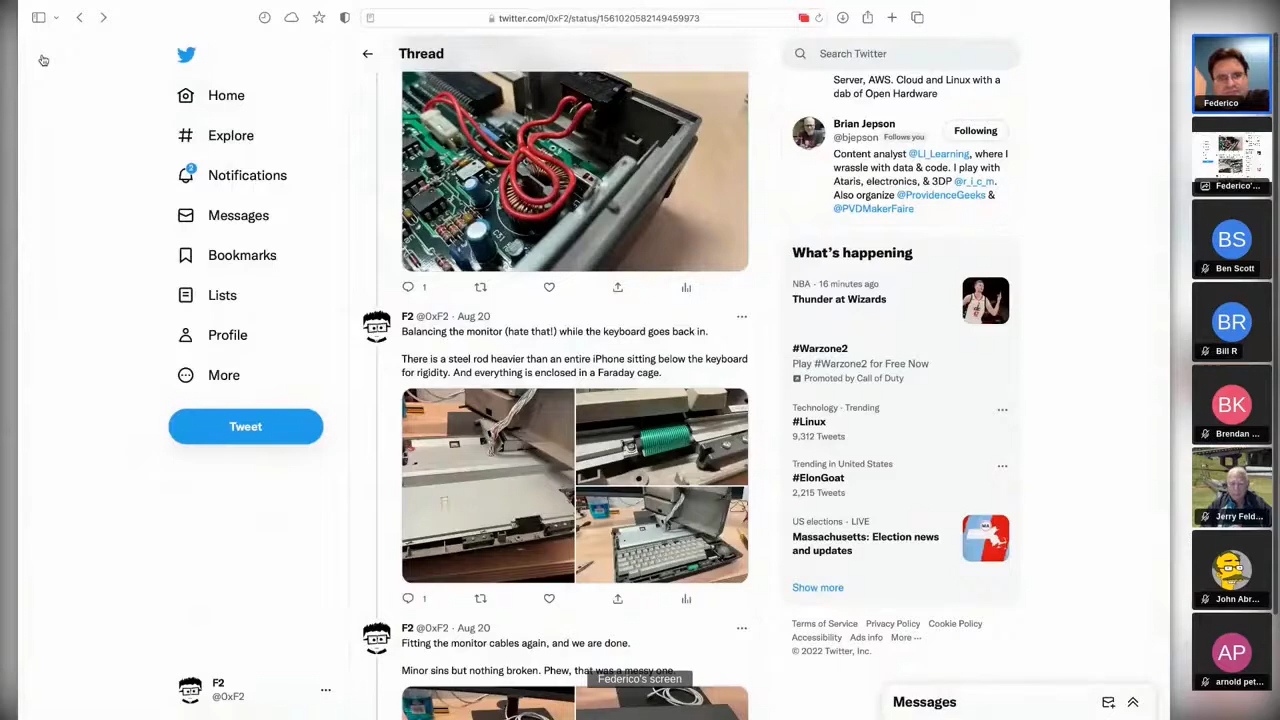 twitter.com/0xF2/status/1561020582149459973
Home
Explore
2
Notifications
Messages
Bookmarks
Lists
Profile
More
Tweet
F2
@0xF2
Thread
C31
1
F2 @0xF2 · Aug 20
Balancing the monitor (hate that!) while the keyboard goes back in.
There is a steel rod heavier than an entire iPhone sitting below the keyboard
for rigidity. And everything is enclosed in a Faraday cage.
1
F2 @0xF2 · Aug 20
Fitting the monitor cables again, and we are done.
Minor sins but nothing broken. Phew, that was a messy one.
Federico's screen
Search Twitter
Server, AWS. Cloud and Linux with a
dab of Open Hardware
Brian Jepson
@bjepson Follows you
Following
Content analyst @LI_Learning, where I
wrassle with data & code. I play with
Ataris, electronics, & 3DP @r_i_c_m.
Also organize @ProvidenceGeeks &
@PVDMakerFaire
What's happening
NBA · 16 minutes ago
Thunder at Wizards
#Warzone2
Play #Warzone2 for Free Now
Promoted by Call of Duty
Technology · Trending
#Linux
9,312 Tweets
Trending in United States
#ElonGoat
2,215 Tweets
US elections · LIVE
Massachusetts: Election news
and updates
Show more
Terms of Service Privacy Policy Cookie Policy
Accessibility Ads info More ···
© 2022 Twitter, Inc.
Messages
Federico
Federico'...
BS
Ben Scott
BR
Bill R
BK
Brendan ...
Jerry Feld...
John Abr...
AP
arnold pet...